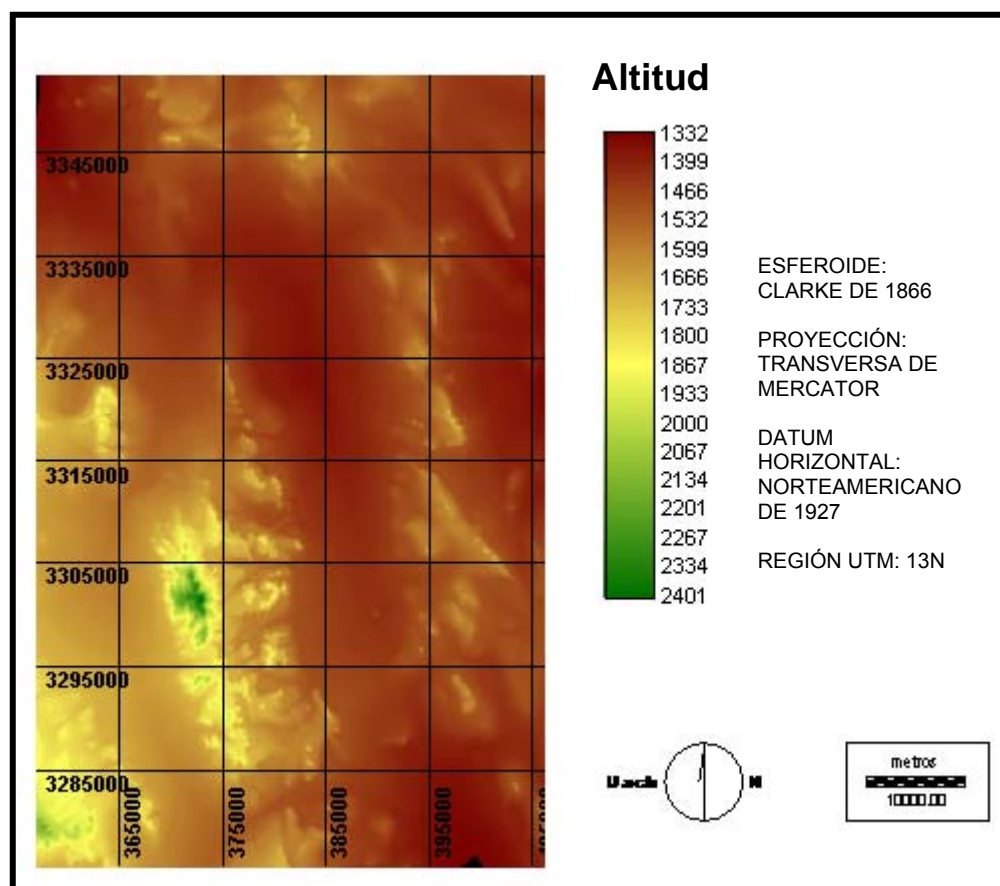 Altitud
1332
1399
1466
1532
1599
1666
1733
1800
1867
1933
2000
2067
2134
2201
2267
2334
2401
ESFEROIDE:
CLARKE DE 1866
PROYECCIÓN:
TRANSVERSA DE
MERCATOR
DATUM
HORIZONTAL:
NORTEAMERICANO
DE 1927
REGIÓN UTM: 13N
3345000
3335000
3325000
3315000
3305000
3295000
3285000
365000
375000
385000
395000
N
metros
10000.00